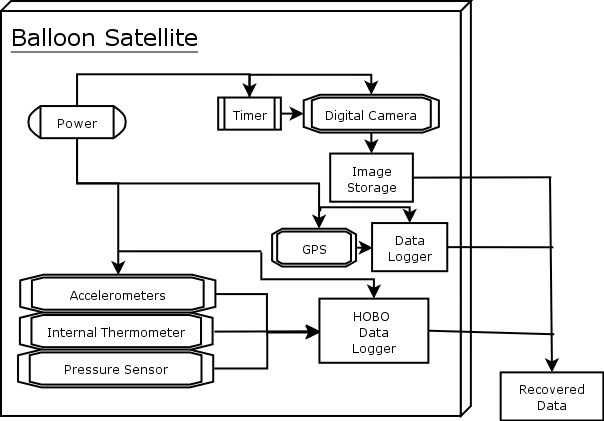 Balloon Satellite
Power
Timer
Digital Camera
Image
Storage
GPS
Data
Logger
Accelerometers
Internal Thermometer
Pressure Sensor
HOBO
Data
Logger
Recovered
Data